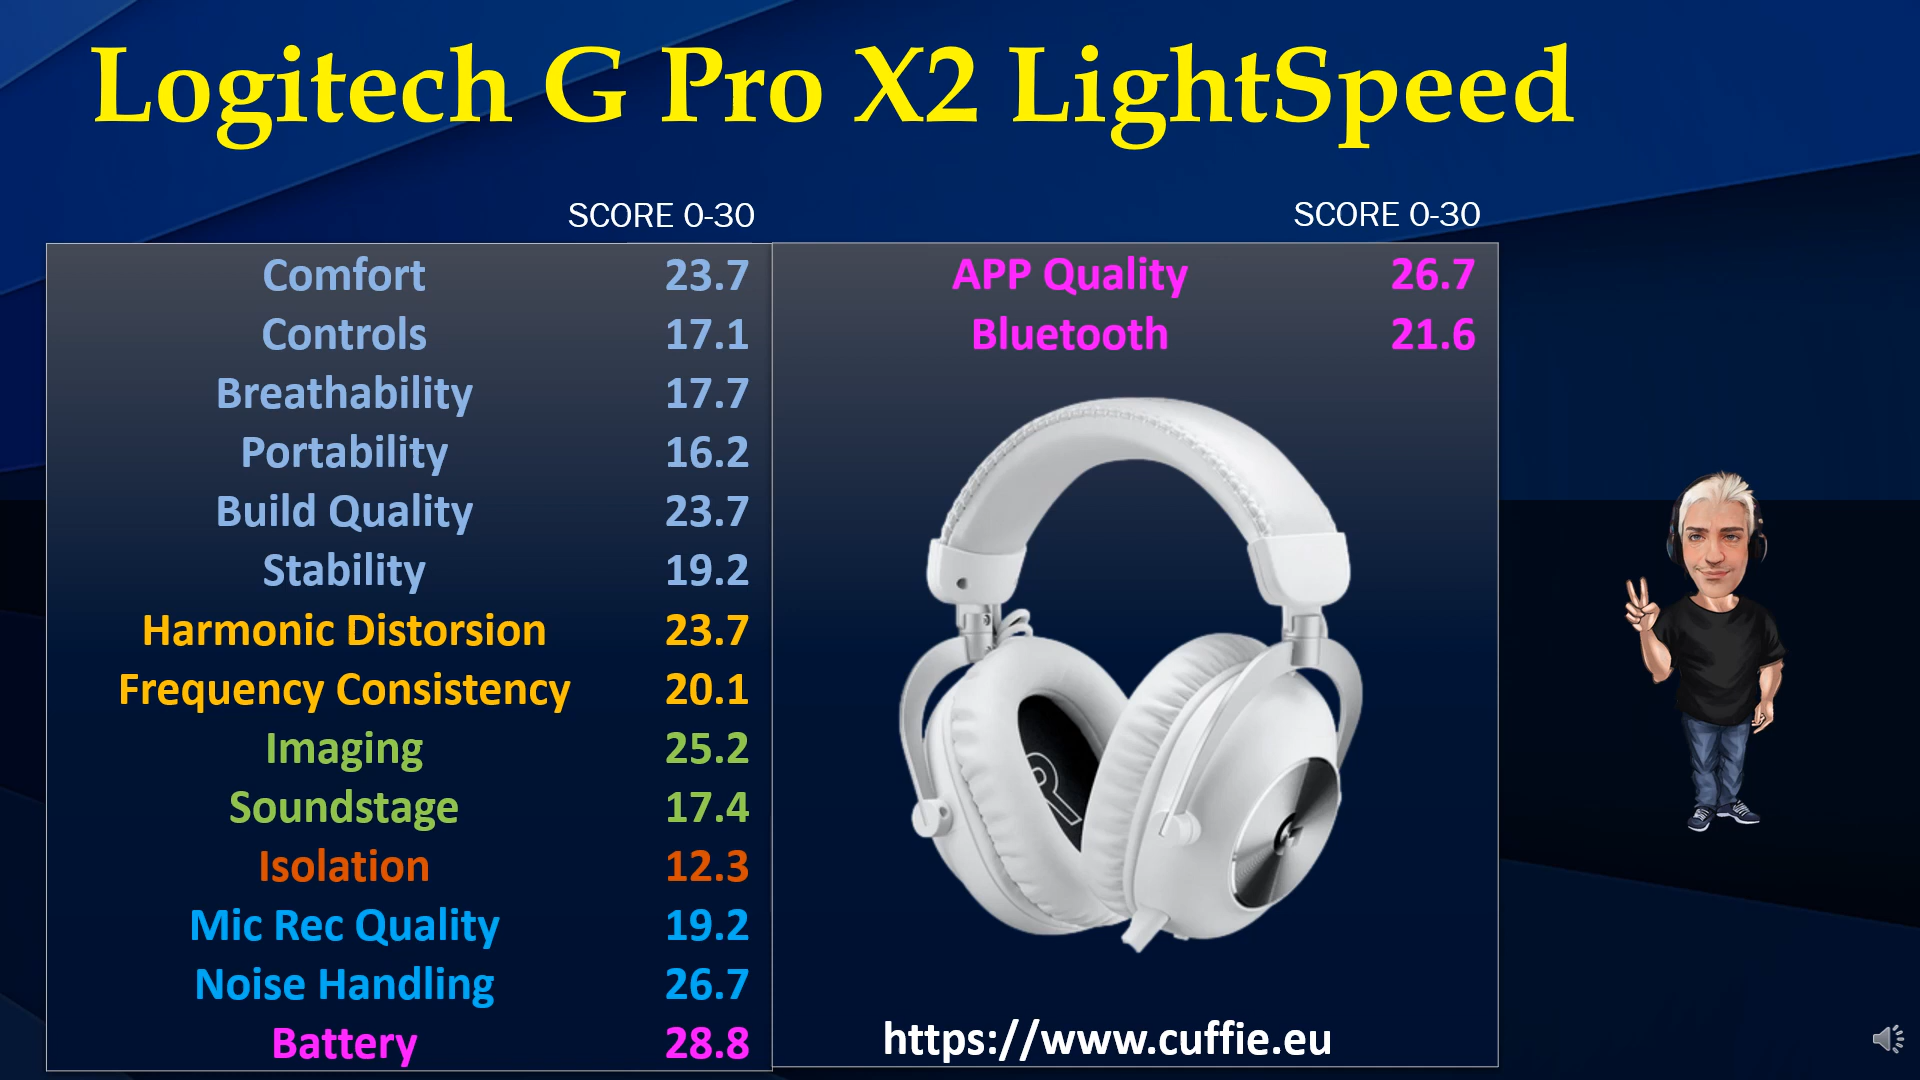 Logitech G Pro X2 LightSpeed
SCORE 0-30
Comfort 23.7
Controls 17.1
Breathability 17.7
Portability 16.2
Build Quality 23.7
Stability 19.2
Harmonic Distorsion 23.7
Frequency Consistency 20.1
Imaging 25.2
Soundstage 17.4
Isolation 12.3
Mic Rec Quality 19.2
Noise Handling 26.7
Battery 28.8
SCORE 0-30
APP Quality 26.7
Bluetooth 21.6
R
https://www.cuffie.eu